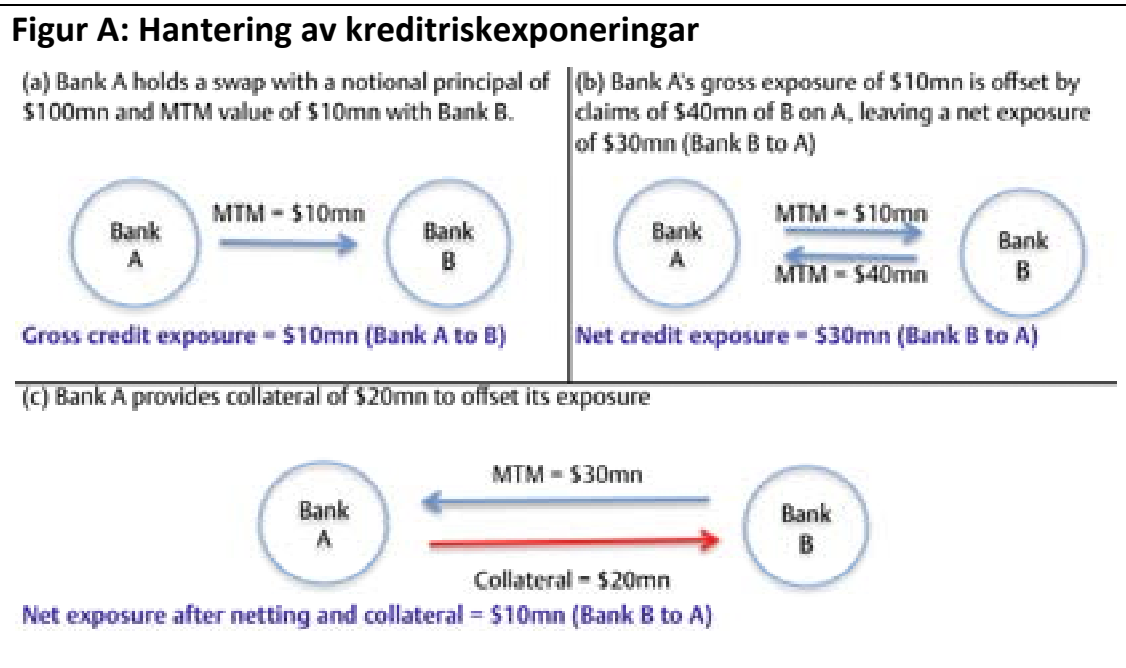 Figur A: Hantering av kreditriskexponeringar
(a) Bank A holds a swap with a notional principal of
$100mn and MTM value of $10mn with Bank B.
(b) Bank A's gross exposure of $10mn is offset by
claims of $40mn of B on A, leaving a net exposure
of $30mn (Bank B to A)
Bank
A
MTM = $10mn
Bank
B
Gross credit exposure = $10mn (Bank A to B)
Bank
A
MTM = $10mn
MTM = $40mn
Bank
B
Net credit exposure = $30mn (Bank B to A)
(c) Bank A provides collateral of $20mn to offset its exposure
Bank
A
MTM = $30mn
Collateral = $20mn
Bank
B
Net exposure after netting and collateral = $10mn (Bank B to A)